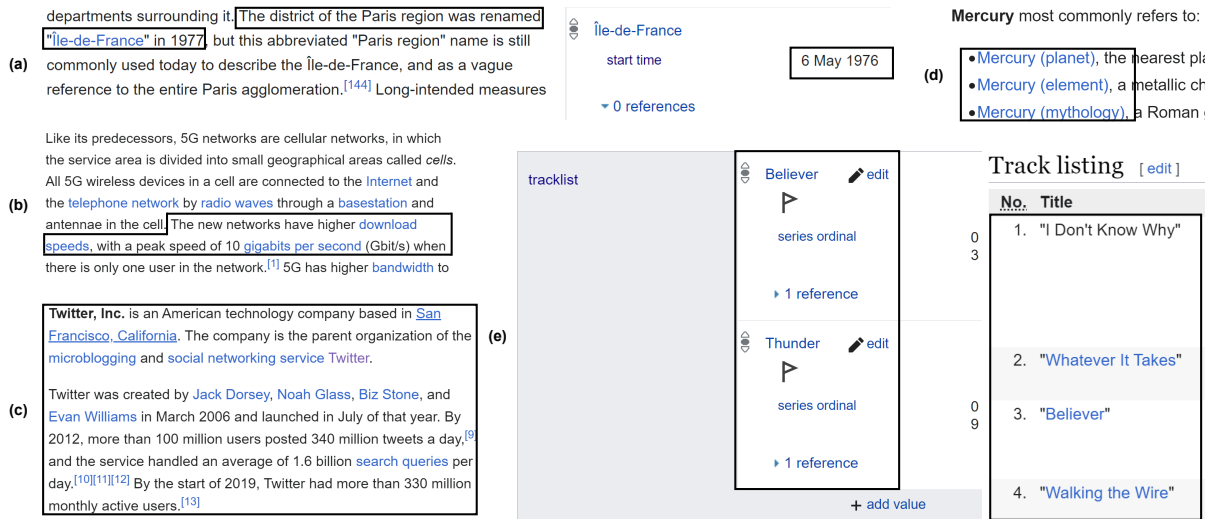 departments surrounding it. The district of the Paris region was renamed
"Île-de-France" in 1977, but this abbreviated "Paris region" name is still
(a) commonly used today to describe the Île-de-France, and as a vague
reference to the entire Paris agglomeration.[144] Long-intended measures
Île-de-France
start time
6 May 1976
0 references
Mercury most commonly refers to:
(d)
•Mercury (planet), the nearest pla
•Mercury (element), a metallic ch
•Mercury (mythology), a Roman g
Like its predecessors, 5G networks are cellular networks, in which
the service area is divided into small geographical areas called cells.
All 5G wireless devices in a cell are connected to the Internet and
(b) the telephone network by radio waves through a basestation and
antennae in the cell. The new networks have higher download
speeds, with a peak speed of 10 gigabits per second (Gbit/s) when
there is only one user in the network.[1] 5G has higher bandwidth to
Twitter, Inc. is an American technology company based in San
Francisco, California. The company is the parent organization of the
microblogging and social networking service Twitter.
Twitter was created by Jack Dorsey, Noah Glass, Biz Stone, and
(c) Evan Williams in March 2006 and launched in July of that year. By
2012, more than 100 million users posted 340 million tweets a day,[9]
and the service handled an average of 1.6 billion search queries per
day.[10][11][12] By the start of 2019, Twitter had more than 330 million
monthly active users.[13]
(e)
tracklist
Believer edit
series ordinal
0
3
1 reference
Thunder edit
series ordinal
0
9
1 reference
+ add value
Track listing [ edit ]
No. Title
1. "I Don't Know Why"
2. "Whatever It Takes"
3. "Believer"
4. "Walking the Wire"